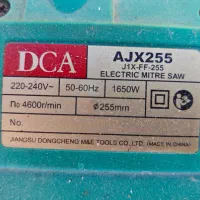 DCA AJX255
J1X-FF-255
ELECTRIC MITRE SAW
220-240V~ 50-60Hz 1650W
n₀ 4600r/min ⌀255mm
No.
JIANGSU DONGCHENG M&E TOOLS CO., LTD. (MADE IN CHINA)